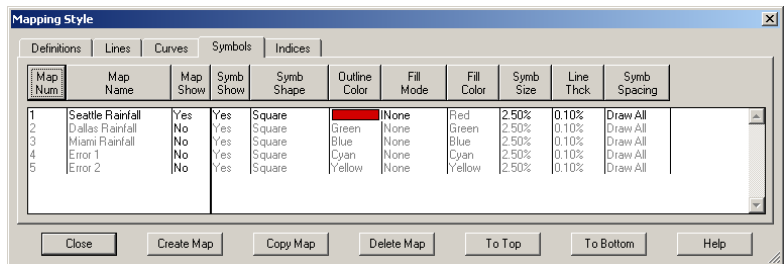 Mapping Style
Definitions Lines Curves Symbols Indices
Map Num Map Name Map Show Symb Show Symb Shape Outline Color Fill Mode Fill Color Symb Size Line Thck Symb Spacing
1 Seattle Rainfall Yes Yes Square None Red 2.50% 0.10% Draw All
2 Dallas Rainfall No Yes Square Green None Green 2.50% 0.10% Draw All
3 Miami Rainfall No Yes Square Blue None Blue 2.50% 0.10% Draw All
4 Error 1 No Yes Square Cyan None Cyan 2.50% 0.10% Draw All
5 Error 2 No Yes Square Yellow None Yellow 2.50% 0.10% Draw All
Close Create Map Copy Map Delete Map To Top To Bottom Help